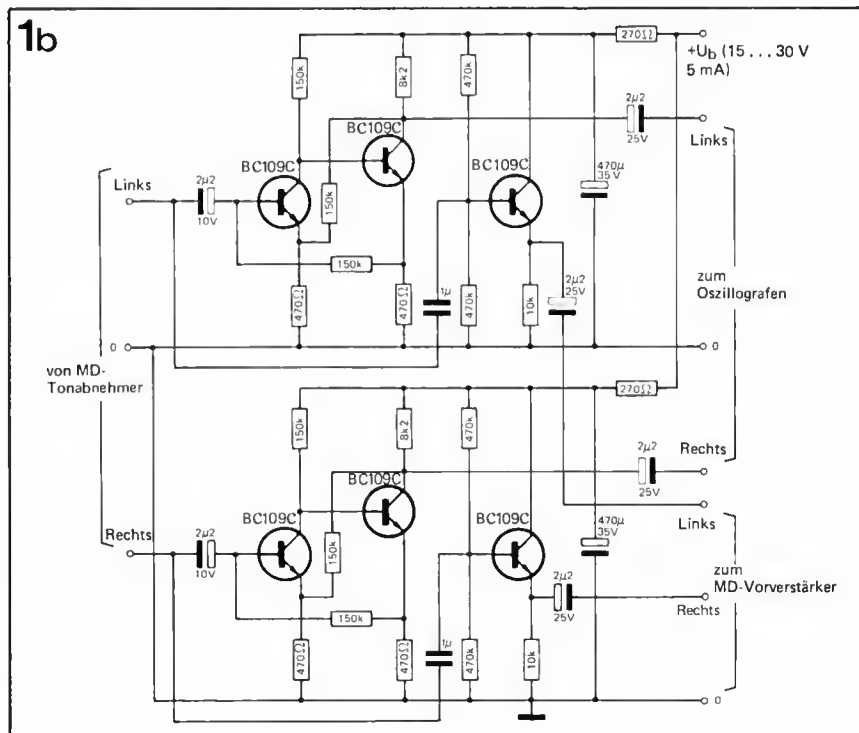 1b
270Ω
+Ub (15 ... 30 V
5 mA)
150k
8k2
470k
2µ2
25V
Links
BC109C
BC109C
BC109C
470µ
35V
Links
2µ2
10V
150k
150k
2µ2
25V
zum
Oszillografen
470Ω
470Ω
1µ
470k
10k
0
0
von MD-
Tonabnehmer
270Ω
150k
8k2
470k
2µ2
25V
Rechts
BC109C
BC109C
BC109C
Links
470µ
35V
Rechts
2µ2
10V
150k
150k
2µ2
25V
zum
MD-Vorverstärker
Rechts
470Ω
470Ω
1µ
470k
10k
0